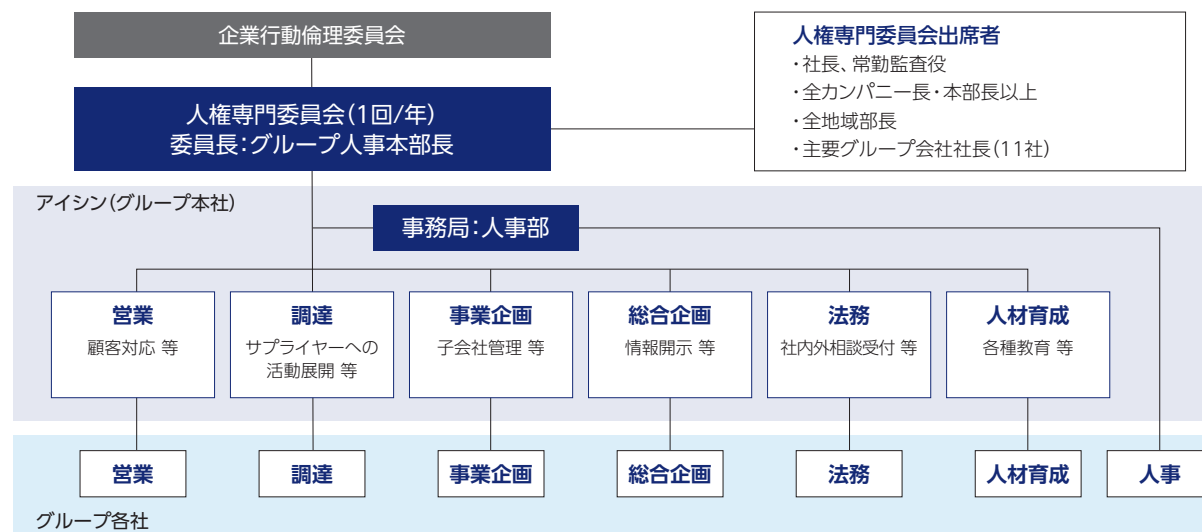 企業行動倫理委員会
人権専門委員会(1回/年)
委員長:グループ人事本部長
人権専門委員会出席者
・社長、常勤監査役
・全カンパニー長・本部長以上
・全地域部長
・主要グループ会社社長(11社)
アイシン(グループ本社)
事務局:人事部
営業
顧客対応 等
調達
サプライヤーへの
活動展開 等
事業企画
子会社管理 等
総合企画
情報開示 等
法務
社内外相談受付 等
人材育成
各種教育 等
営業
調達
事業企画
総合企画
法務
人材育成
人事
グループ各社